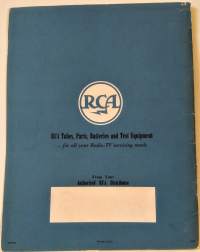 RCA
RCA Tubes, Parts, Batteries and Test Equipment
... for all your Radio/TV servicing needs
From Your
Authorized RCA Distributor